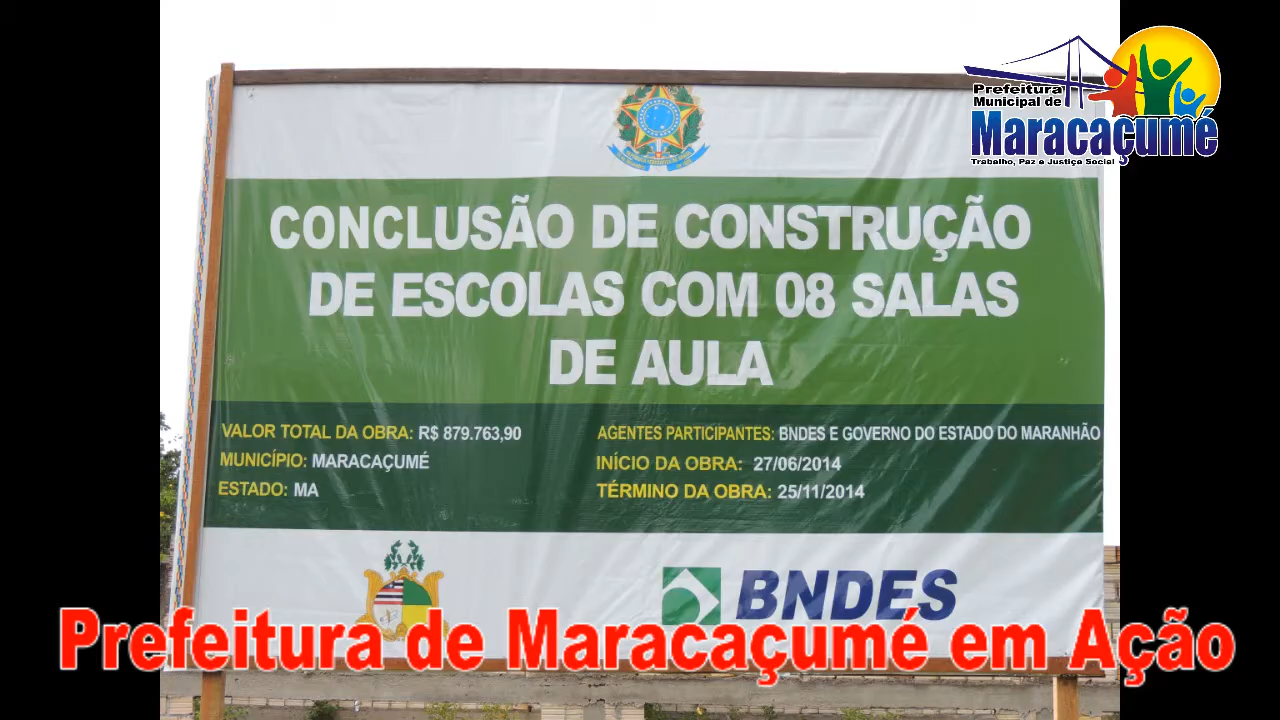 Prefeitura
Municipal de
Maracaçumé
Trabalho, Paz e Justiça Social
CONCLUSÃO DE CONSTRUÇÃO
DE ESCOLAS COM 08 SALAS
DE AULA
VALOR TOTAL DA OBRA: R$ 879.763,90
MUNICÍPIO: MARACAÇUMÉ
ESTADO: MA
AGENTES PARTICIPANTES: BNDES E GOVERNO DO ESTADO DO MARANHÃO
INÍCIO DA OBRA: 27/06/2014
TÉRMINO DA OBRA: 25/11/2014
BNDES
Prefeitura de Maracaçumé em Ação